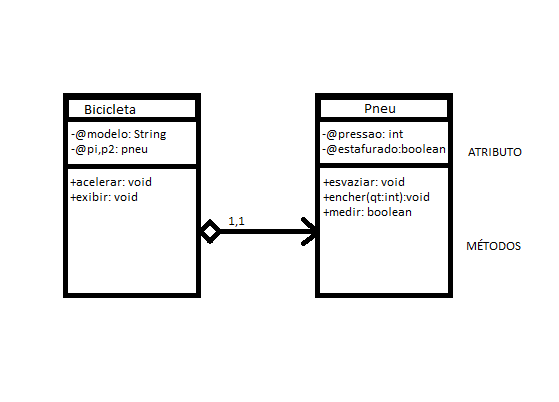 Bicicleta
-@modelo: String
-@pi,p2: pneu
+acelerar: void
+exibir: void
1,1
Pneu
-@pressao: int
-@estafurado:boolean
+esvaziar: void
+encher(qt:int):void
+medir: boolean
ATRIBUTO
MÉTODOS